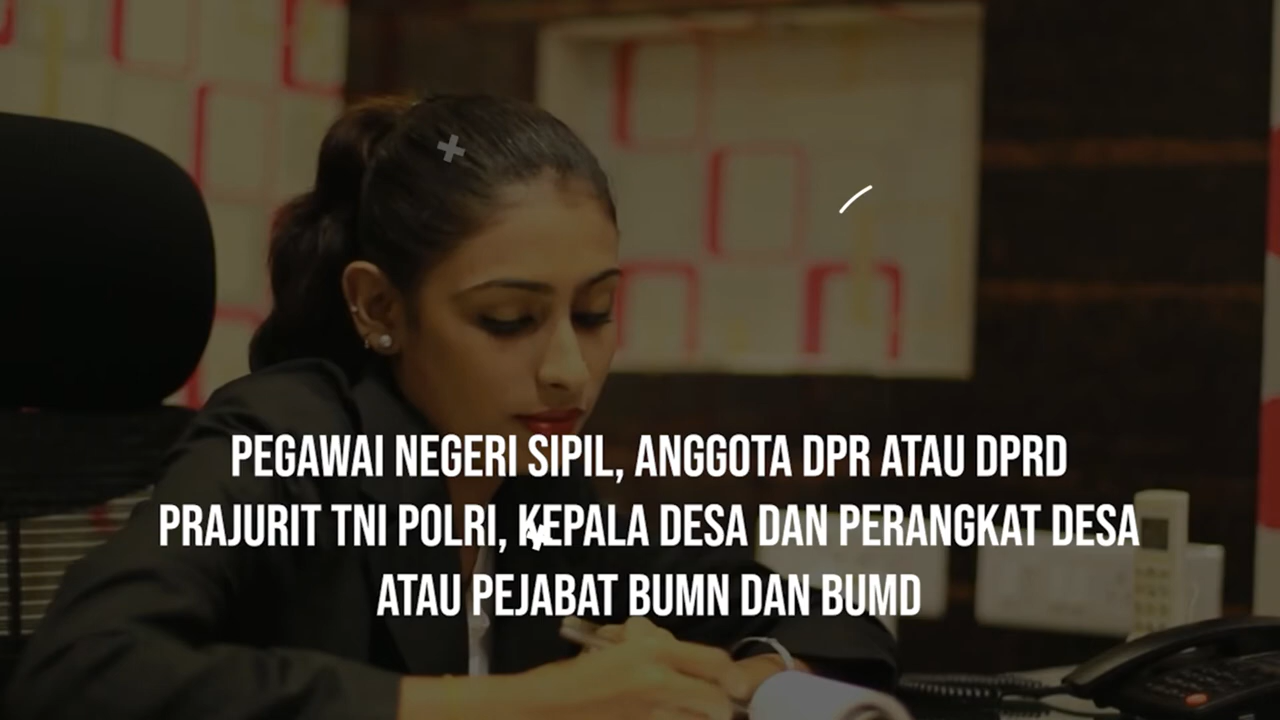 PEGAWAI NEGERI SIPIL, ANGGOTA DPR ATAU DPRD
PRAJURIT TNI POLRI, KEPALA DESA DAN PERANGKAT DESA
ATAU PEJABAT BUMN DAN BUMD